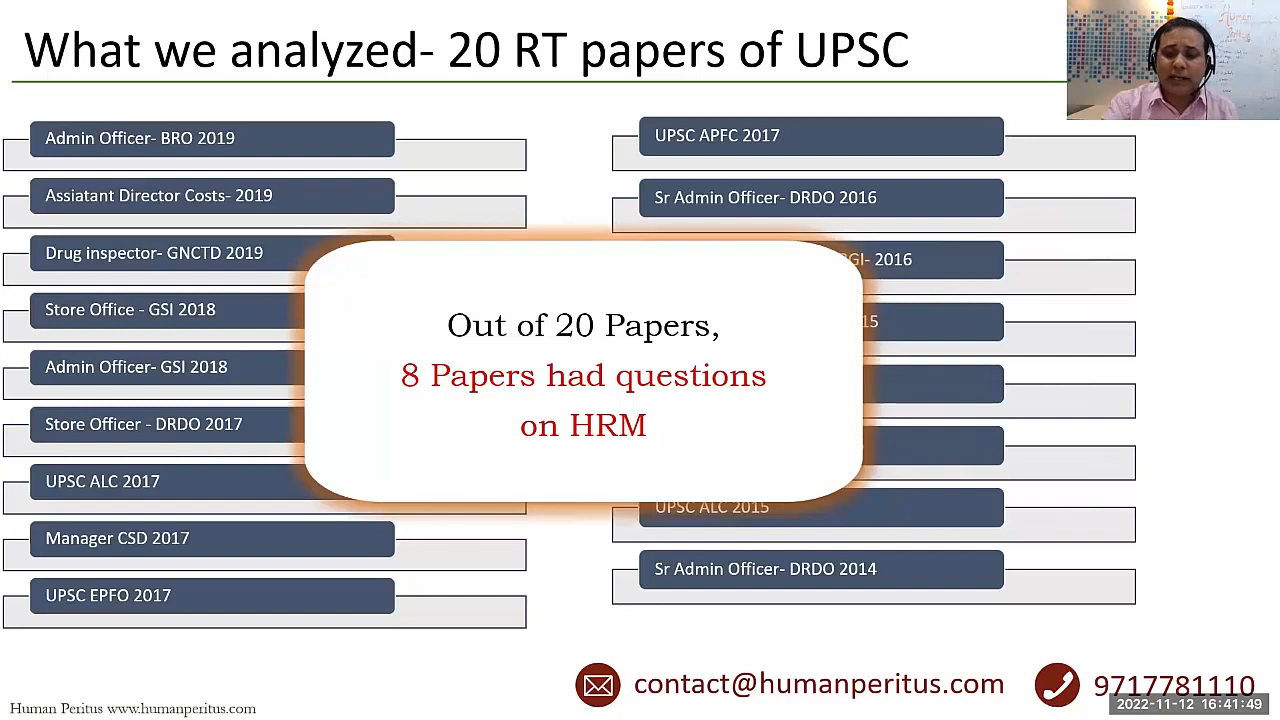 What we analyzed- 20 RT papers of UPSC
Admin Officer- BRO 2019
Assiatant Director Costs- 2019
Drug inspector- GNCTD 2019
Store Office - GSI 2018
Admin Officer- GSI 2018
Store Officer - DRDO 2017
UPSC ALC 2017
Manager CSD 2017
UPSC EPFO 2017
UPSC APFC 2017
Sr Admin Officer- DRDO 2016
GI- 2016
15
UPSC ALC 2015
Sr Admin Officer- DRDO 2014
Out of 20 Papers,
8 Papers had questions
on HRM
contact@humanperitus.com
9717781110
2022-11-12 16:41:49
Human Peritus www.humanperitus.com